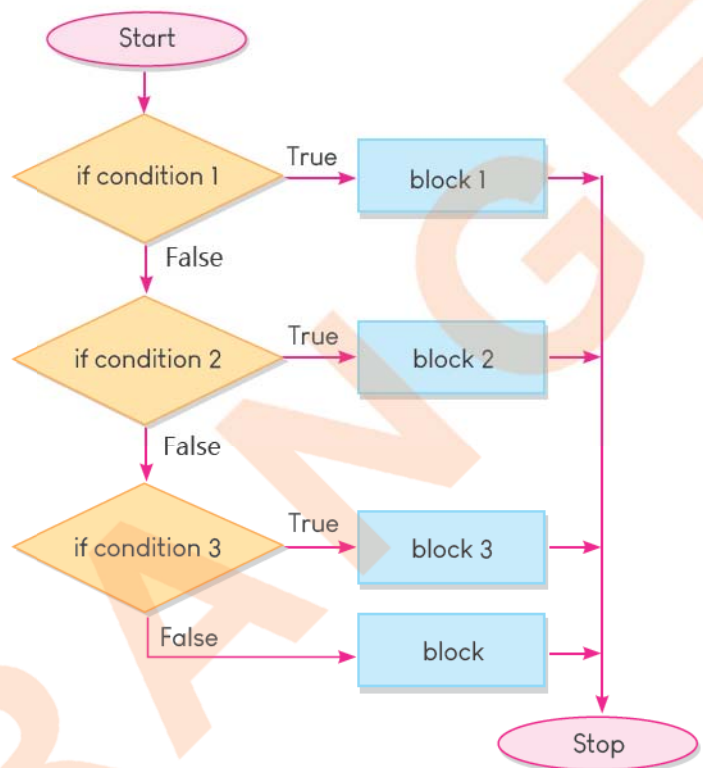 Start
if condition 1
True
block 1
False
if condition 2
True
block 2
False
if condition 3
True
block 3
False
block
Stop